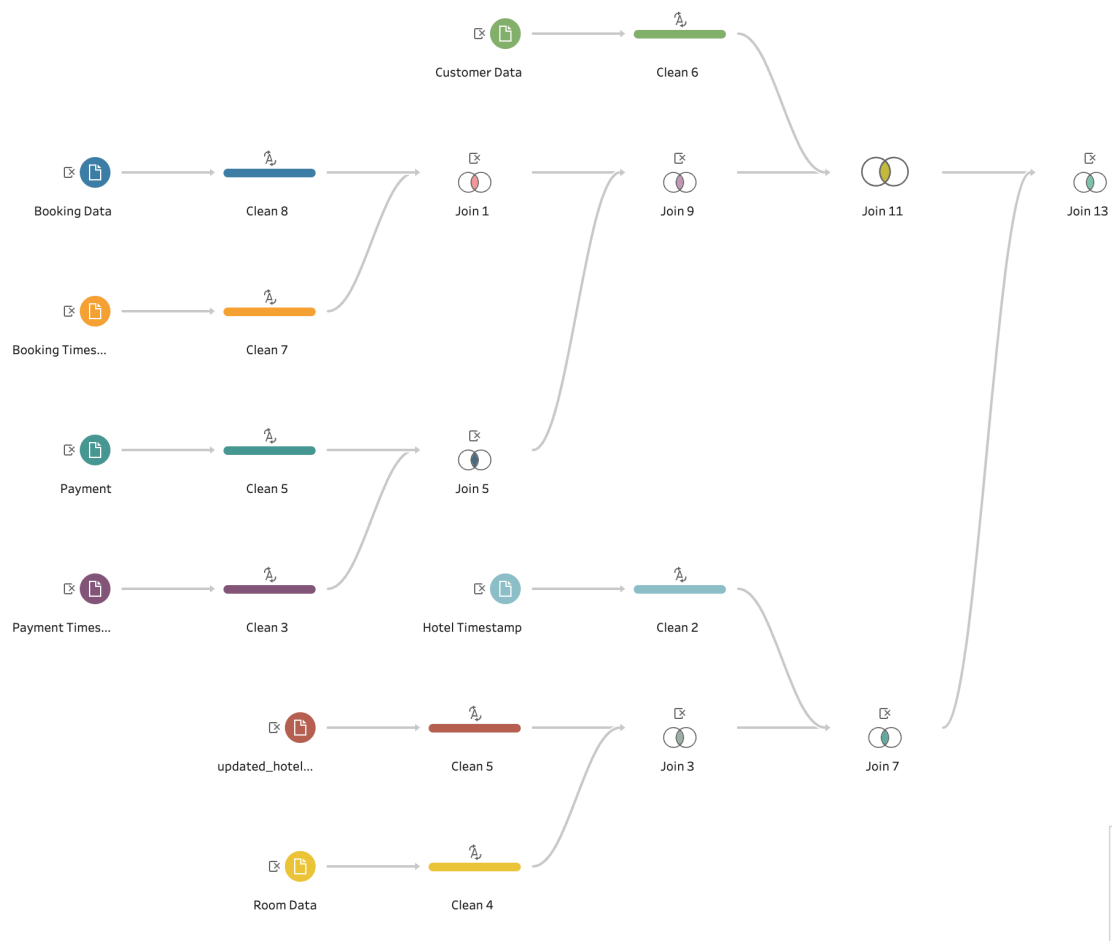 Customer Data
Clean 6
Booking Data
Clean 8
Join 1
Join 9
Join 11
Join 13
Booking Times...
Clean 7
Payment
Clean 5
Join 5
Payment Times...
Clean 3
Hotel Timestamp
Clean 2
updated_hotel...
Clean 5
Join 3
Join 7
Room Data
Clean 4